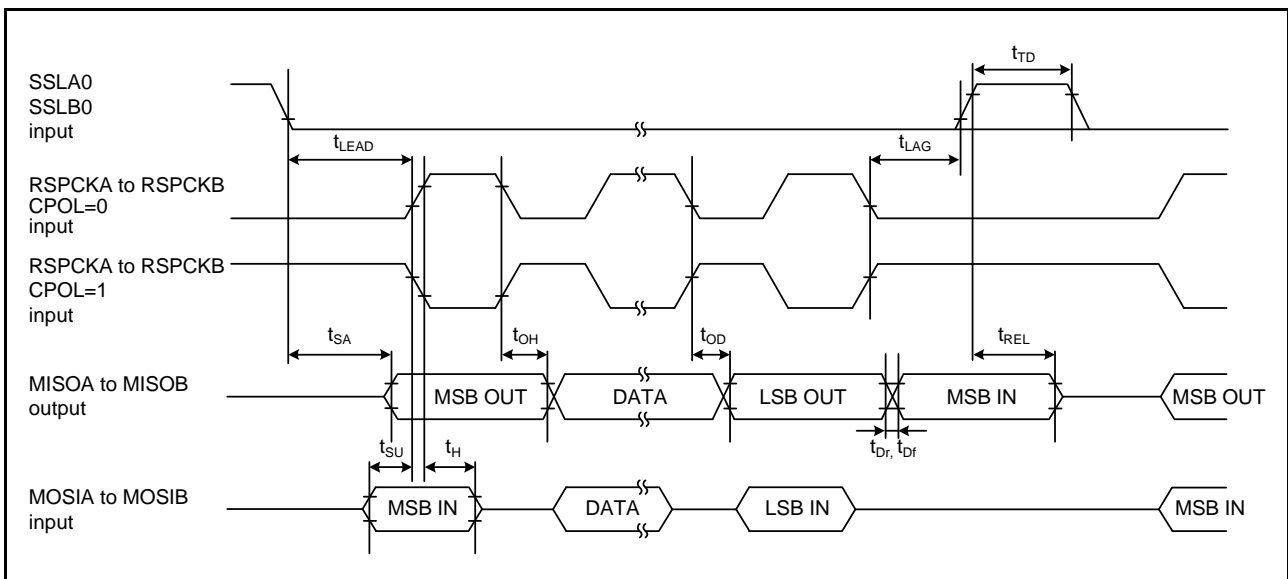 tTD
SSLA0
SSLB0
input
tLEAD
tLAG
RSPCKA to RSPCKB
CPOL=0
input
RSPCKA to RSPCKB
CPOL=1
input
tSA
tOH
tOD
tREL
MISOA to MISOB
output
MSB OUT
DATA
LSB OUT
MSB IN
MSB OUT
tSU
tH
tDr, tDf
MOSIA to MOSIB
input
MSB IN
DATA
LSB IN
MSB IN